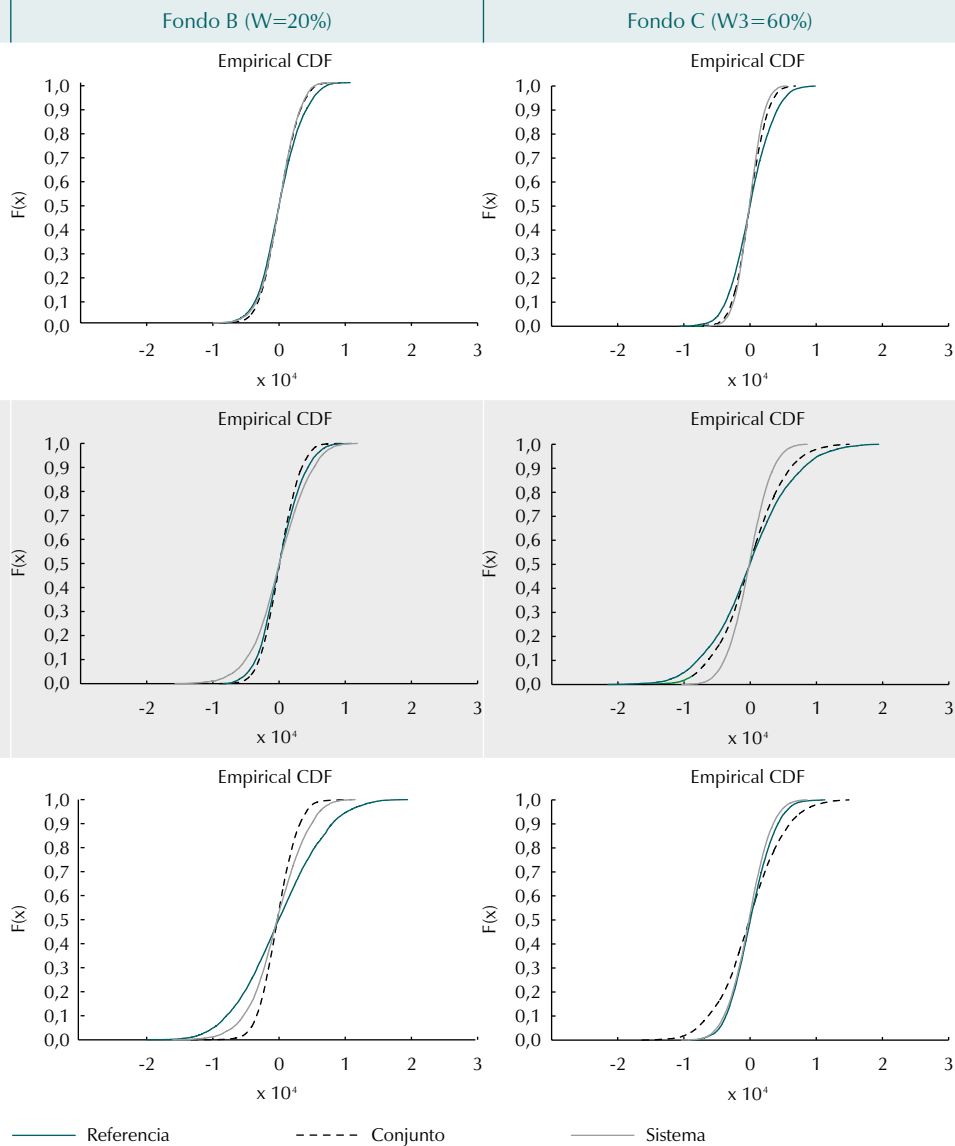 Fondo B (W=20%)
Fondo C (W3=60%)
Empirical CDF
1,0
0,9
0,8
0,7
0,6
0,5
0,4
0,3
0,2
0,1
0,0
F(x)
-2 -1 0 1 2 3
x 10⁴
Empirical CDF
1,0
0,9
0,8
0,7
0,6
0,5
0,4
0,3
0,2
0,1
0,0
F(x)
-2 -1 0 1 2 3
x 10⁴
Empirical CDF
1,0
0,9
0,8
0,7
0,6
0,5
0,4
0,3
0,2
0,1
0,0
F(x)
-2 -1 0 1 2 3
x 10⁴
Empirical CDF
1,0
0,9
0,8
0,7
0,6
0,5
0,4
0,3
0,2
0,1
0,0
F(x)
-2 -1 0 1 2 3
x 10⁴
Empirical CDF
1,0
0,9
0,8
0,7
0,6
0,5
0,4
0,3
0,2
0,1
0,0
F(x)
-2 -1 0 1 2 3
x 10⁴
Empirical CDF
1,0
0,9
0,8
0,7
0,6
0,5
0,4
0,3
0,2
0,1
0,0
F(x)
-2 -1 0 1 2 3
x 10⁴
Referencia
Conjunto
Sistema